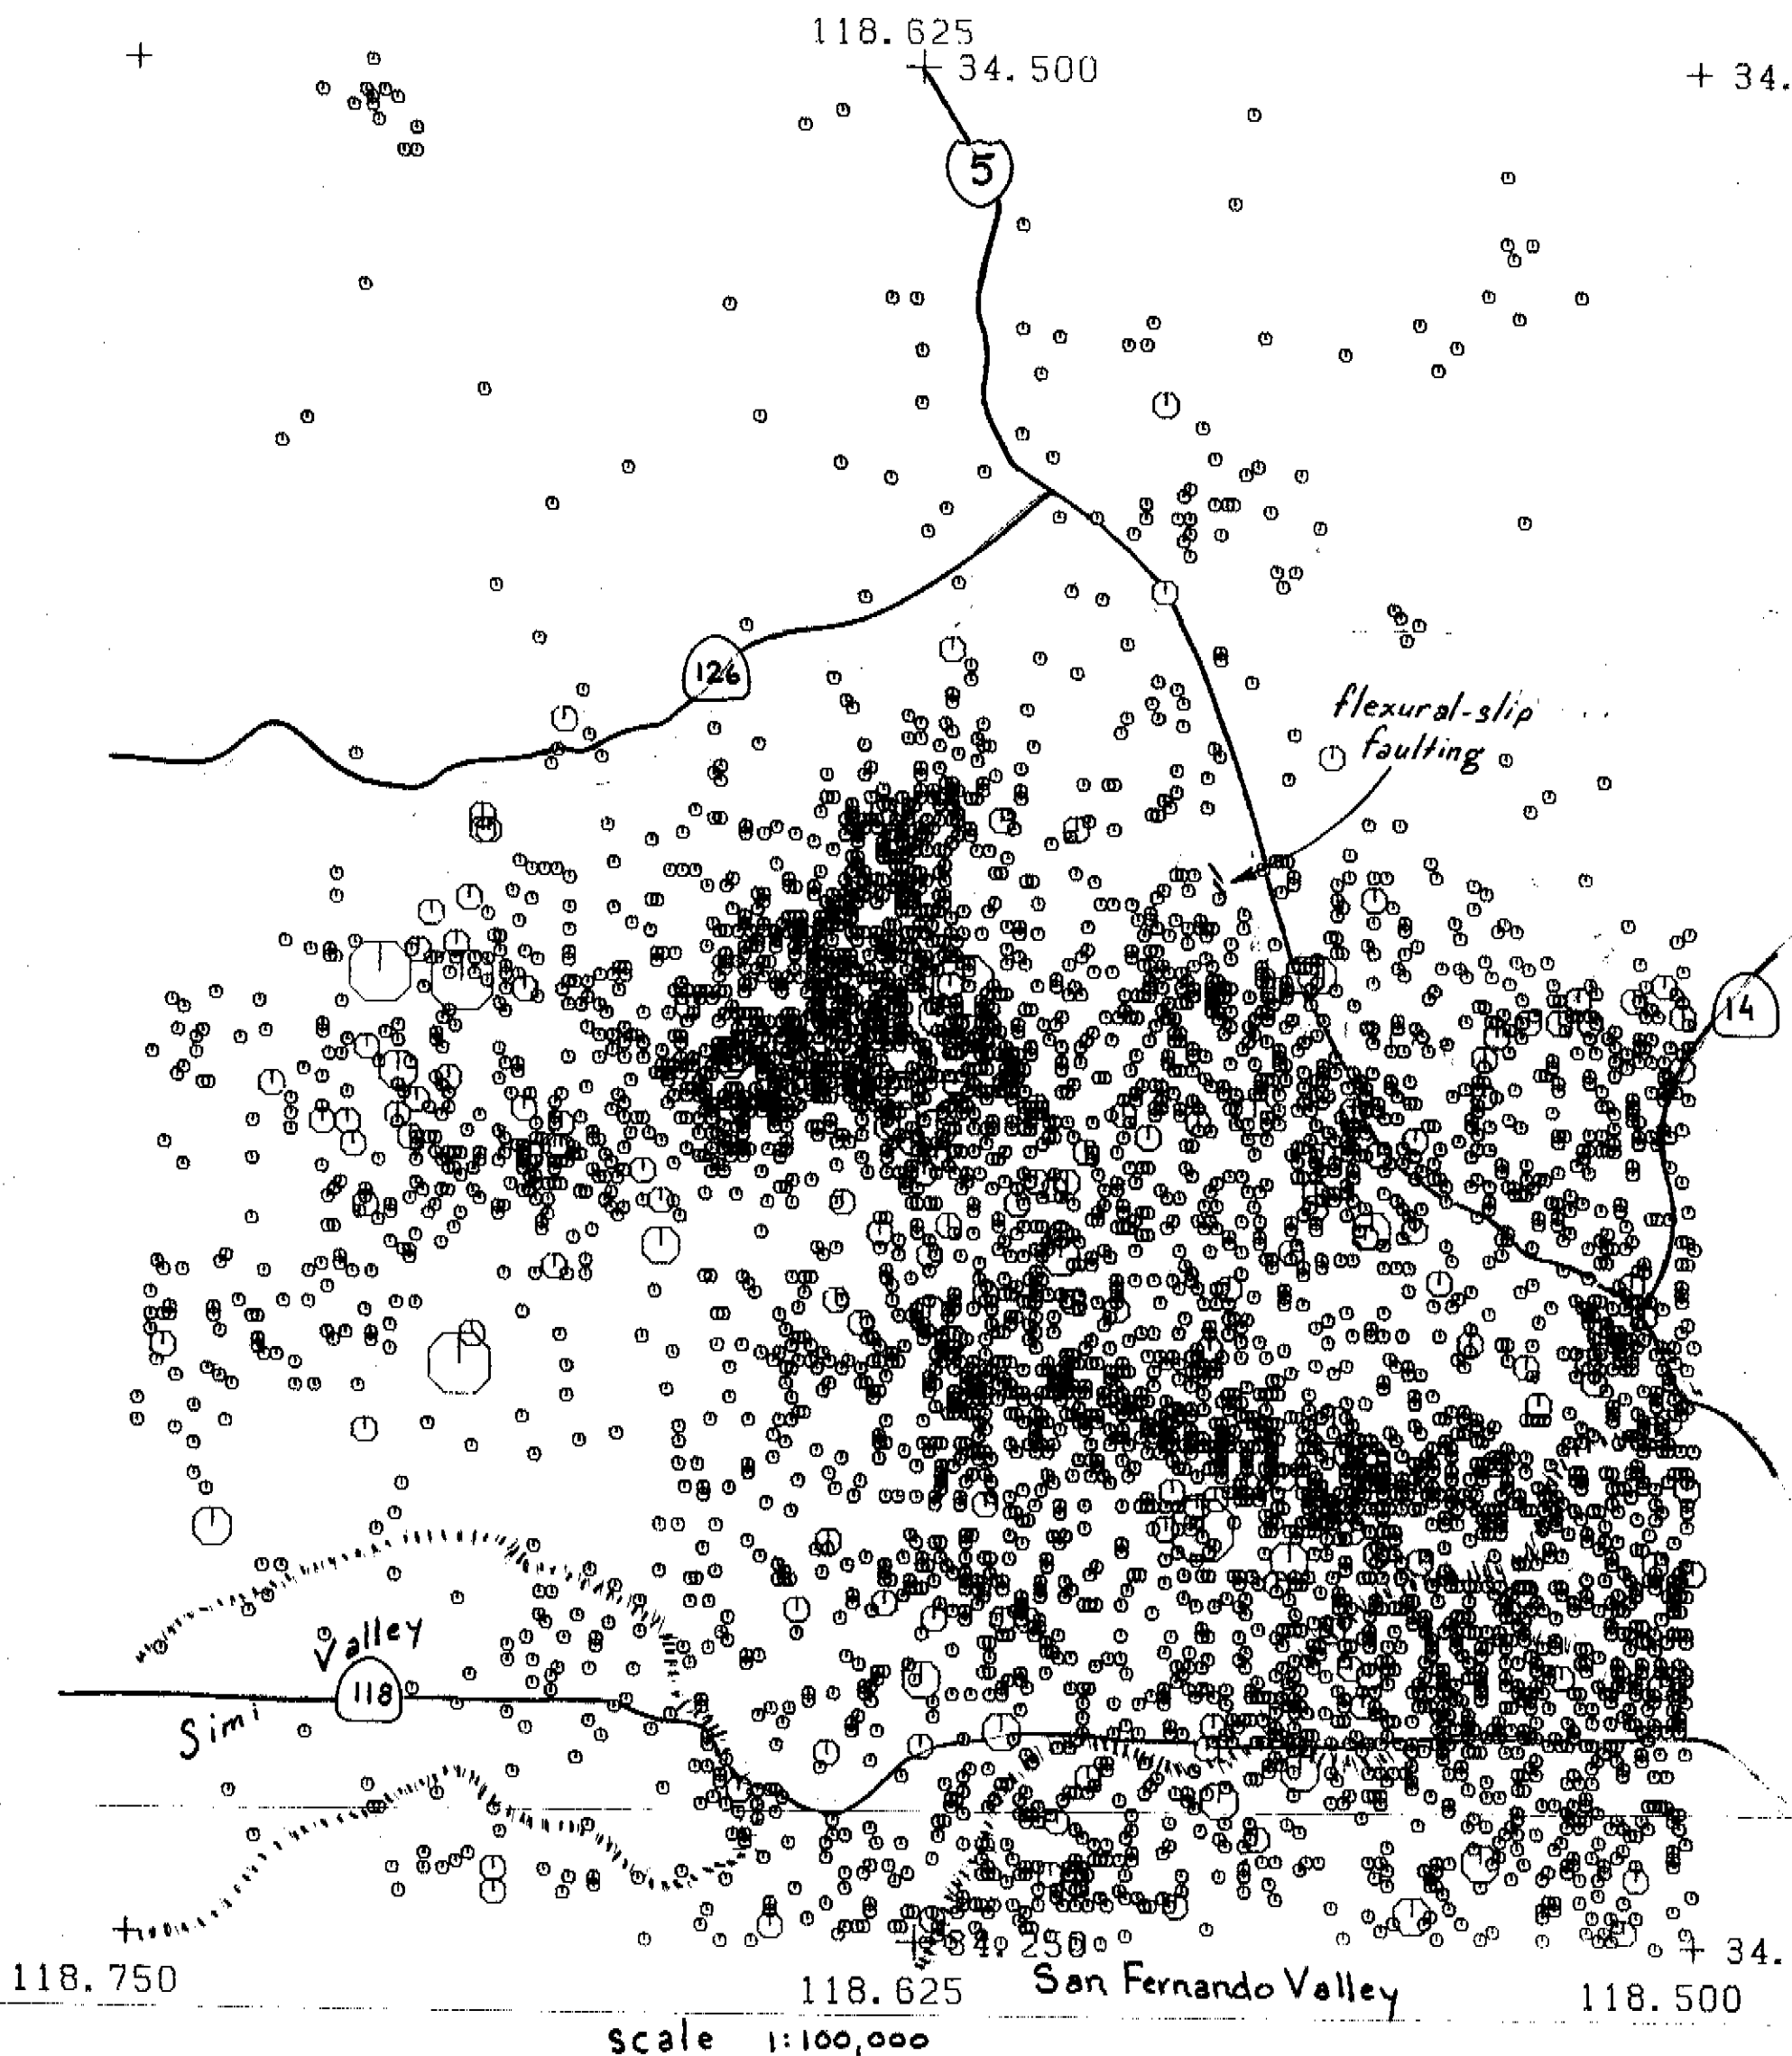 118.625
34.500
34.
5
126
flexural-slip
faulting
14
Valley
118
Simi
34.250
34.
118.750
118.625
San Fernando Valley
118.500
scale 1:100,000